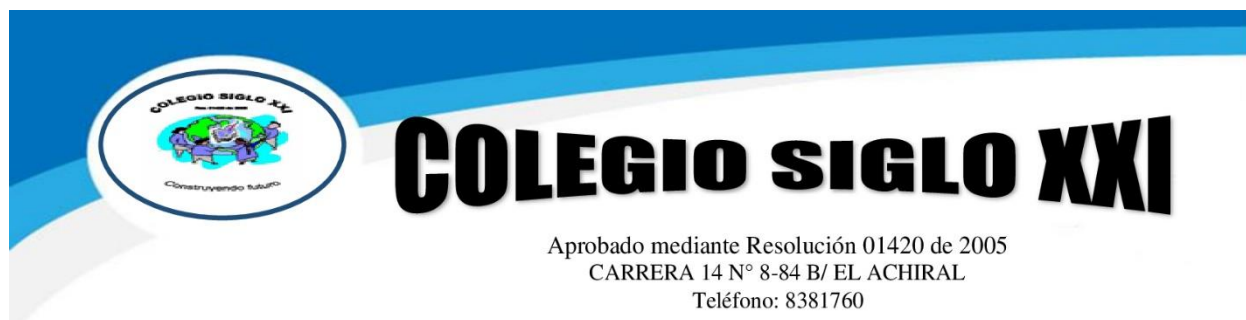 COLEGIO SIGLO XXI
Construyendo futuro.
COLEGIO SIGLO XXI
Aprobado mediante Resolución 01420 de 2005
CARRERA 14 N° 8-84 B/ EL ACHIRAL
Teléfono: 8381760